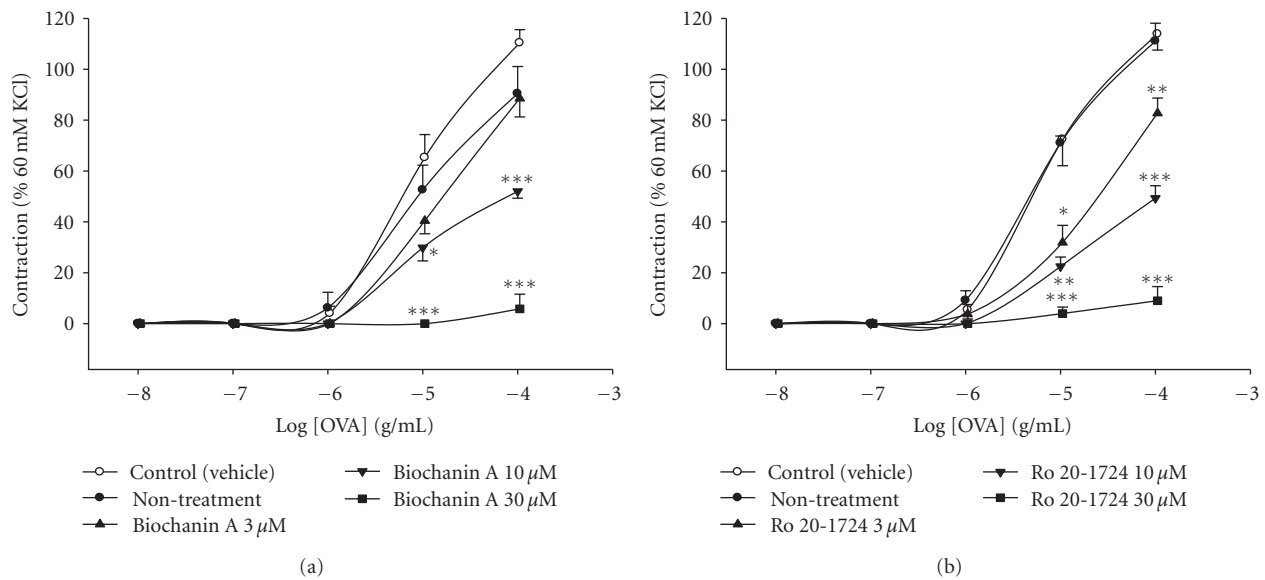 120
100
80
60
40
20
0
Contraction (% 60 mM KCl)
***
*
***
***
−8 −7 −6 −5 −4 −3
Log [OVA] (g/mL)
Control (vehicle)
Non-treatment
Biochanin A 3 μM
Biochanin A 10 μM
Biochanin A 30 μM
(a)
120
100
80
60
40
20
0
Contraction (% 60 mM KCl)
**
***
*
**
***
***
−8 −7 −6 −5 −4 −3
Log [OVA] (g/mL)
Control (vehicle)
Non-treatment
Ro 20-1724 3 μM
Ro 20-1724 10 μM
Ro 20-1724 30 μM
(b)